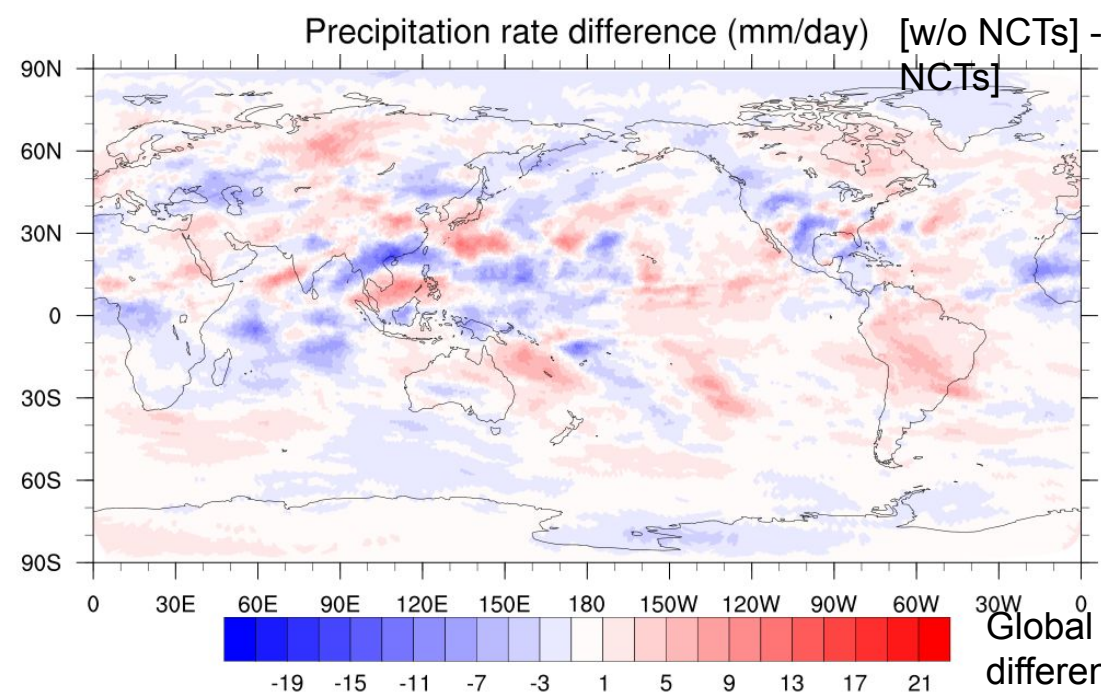 Precipitation rate difference (mm/day) [w/o NCTs] -
NCTs]
90N
60N
30N
0
30S
60S
90S
0 30E 60E 90E 120E 150E 180 150W 120W 90W 60W 30W 0
-19 -15 -11 -7 -3 1 5 9 13 17 21
Global
differen